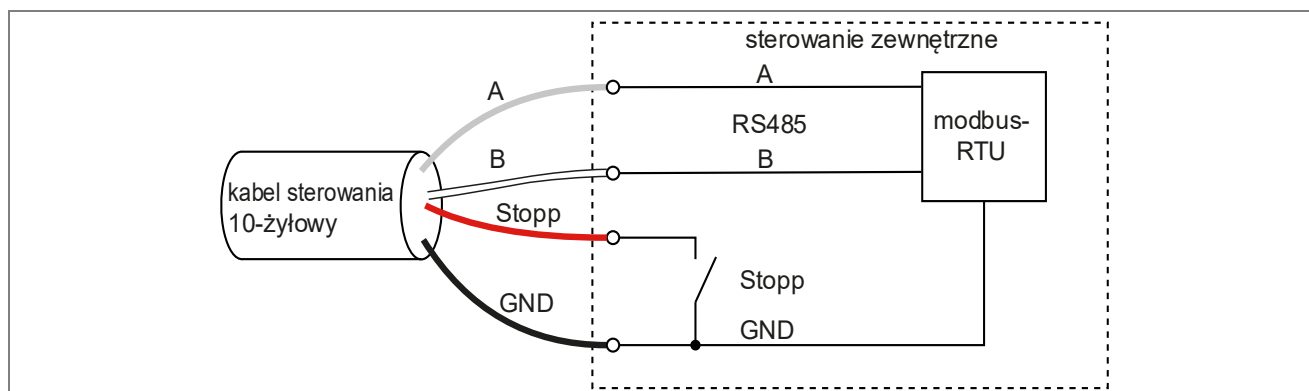 sterowanie zewnętrzne
A
A
RS485
modbus-
RTU
B
B
kabel sterowania
10-żyłowy
Stopp
Stopp
GND
GND